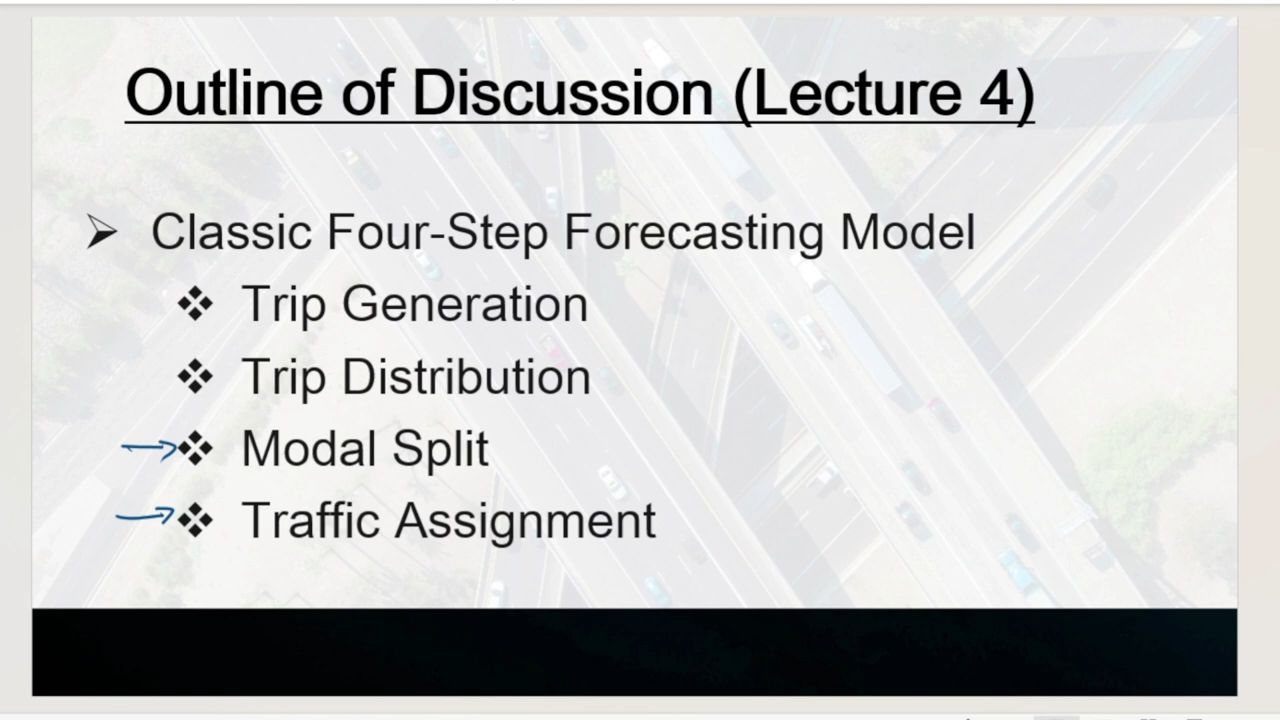 Outline of Discussion (Lecture 4)
Classic Four-Step Forecasting Model
Trip Generation
Trip Distribution
Modal Split
Traffic Assignment